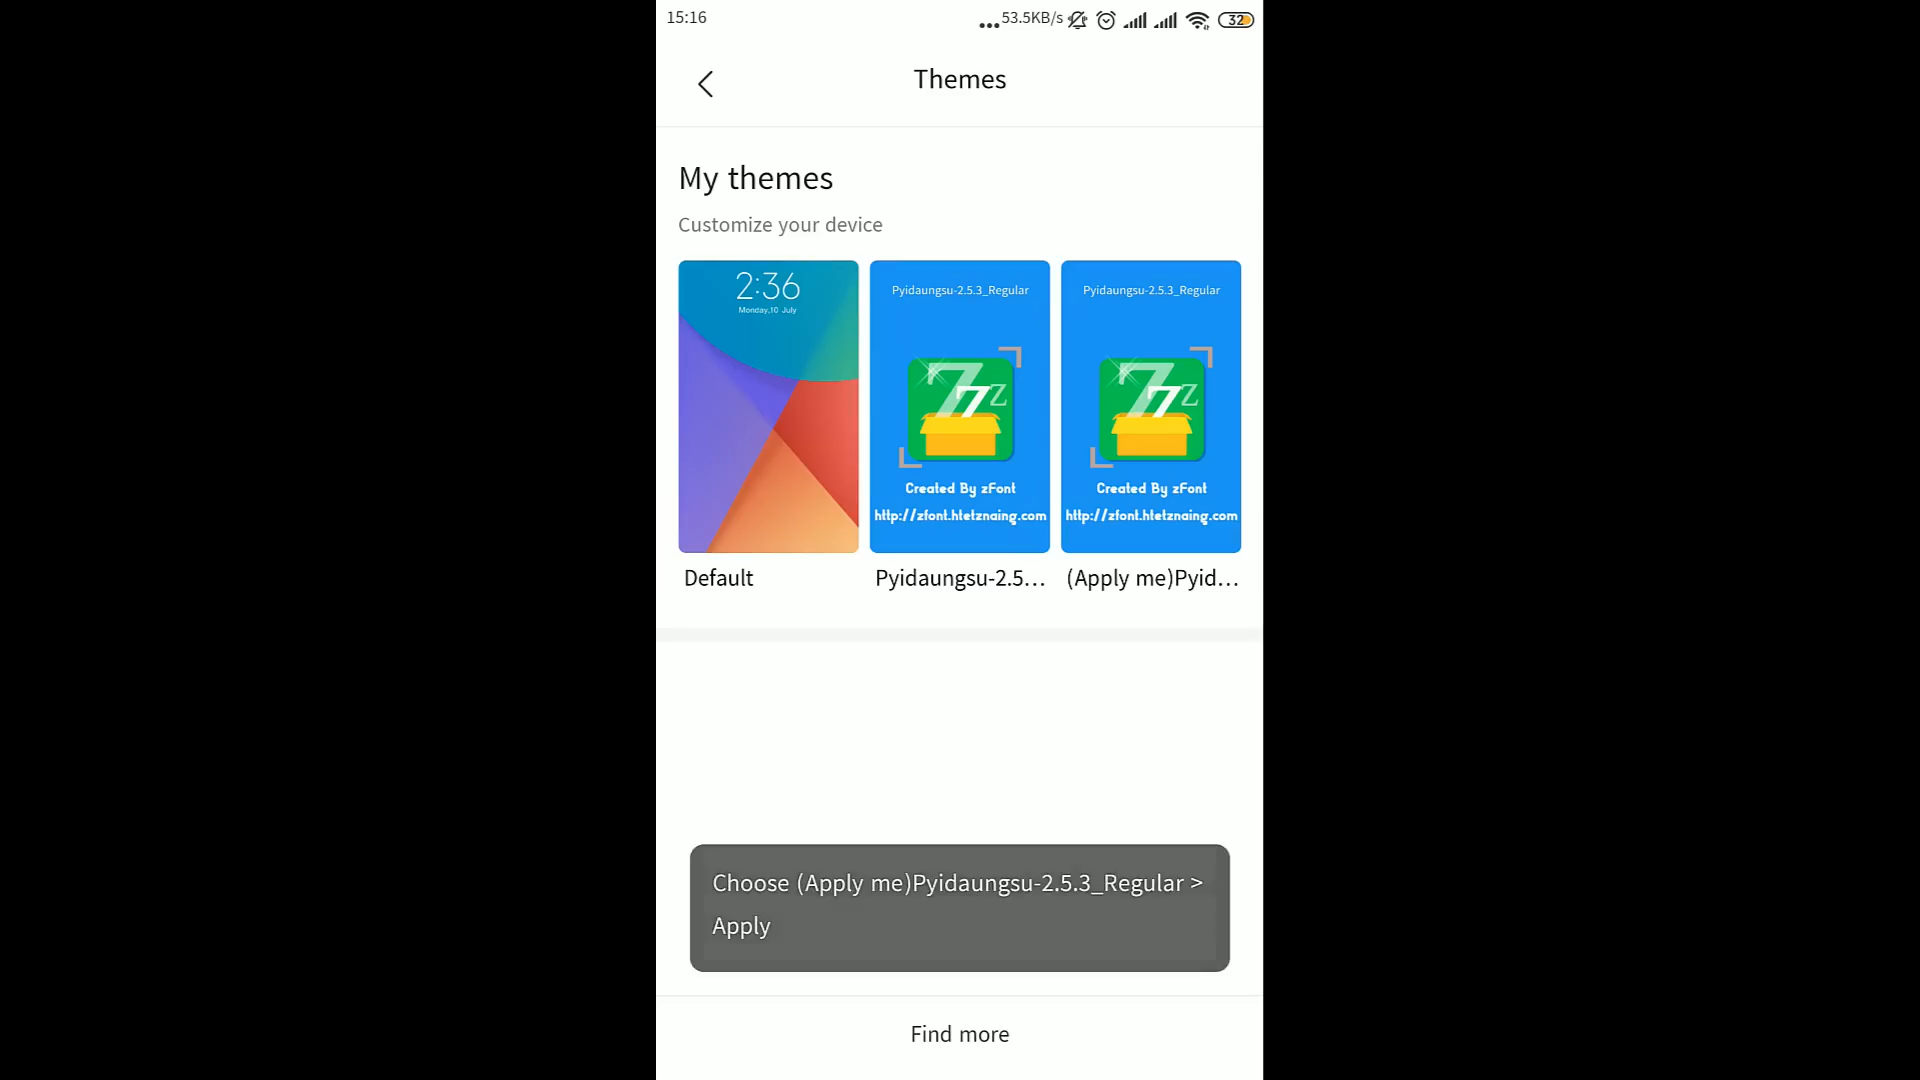 15:16
...53.5KB/s
32
Themes
My themes
Customize your device
2:36
Monday,10 July
Pyidaungsu-2.5.3_Regular
Created By zFont
http://zfont.htetznaing.com
Pyidaungsu-2.5.3_Regular
Created By zFont
http://zfont.htetznaing.com
Default
Pyidaungsu-2.5...
(Apply me)Pyid...
Choose (Apply me)Pyidaungsu-2.5.3_Regular >
Apply
Find more